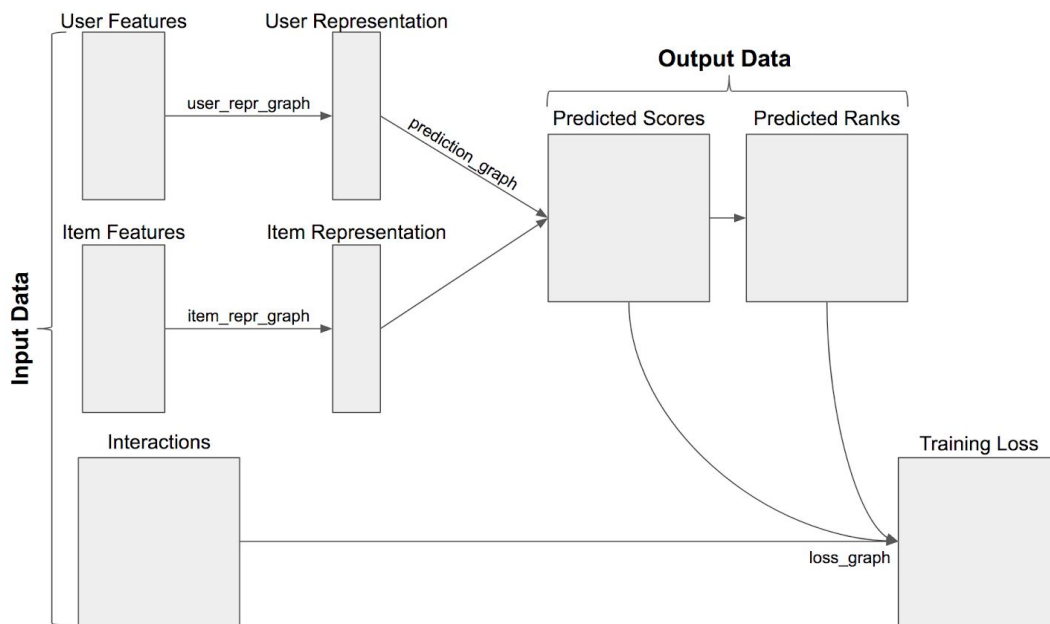 User Features
User Representation
user_repr_graph
prediction_graph
Output Data
Predicted Scores
Predicted Ranks
Item Features
Item Representation
item_repr_graph
Input Data
Interactions
Training Loss
loss_graph